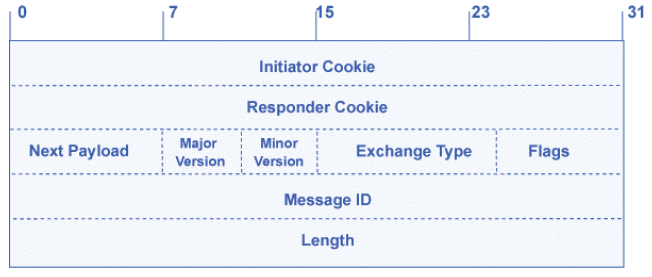 0 7 15 23 31
Initiator Cookie
Responder Cookie
Next Payload Major Version Minor Version Exchange Type Flags
Message ID
Length